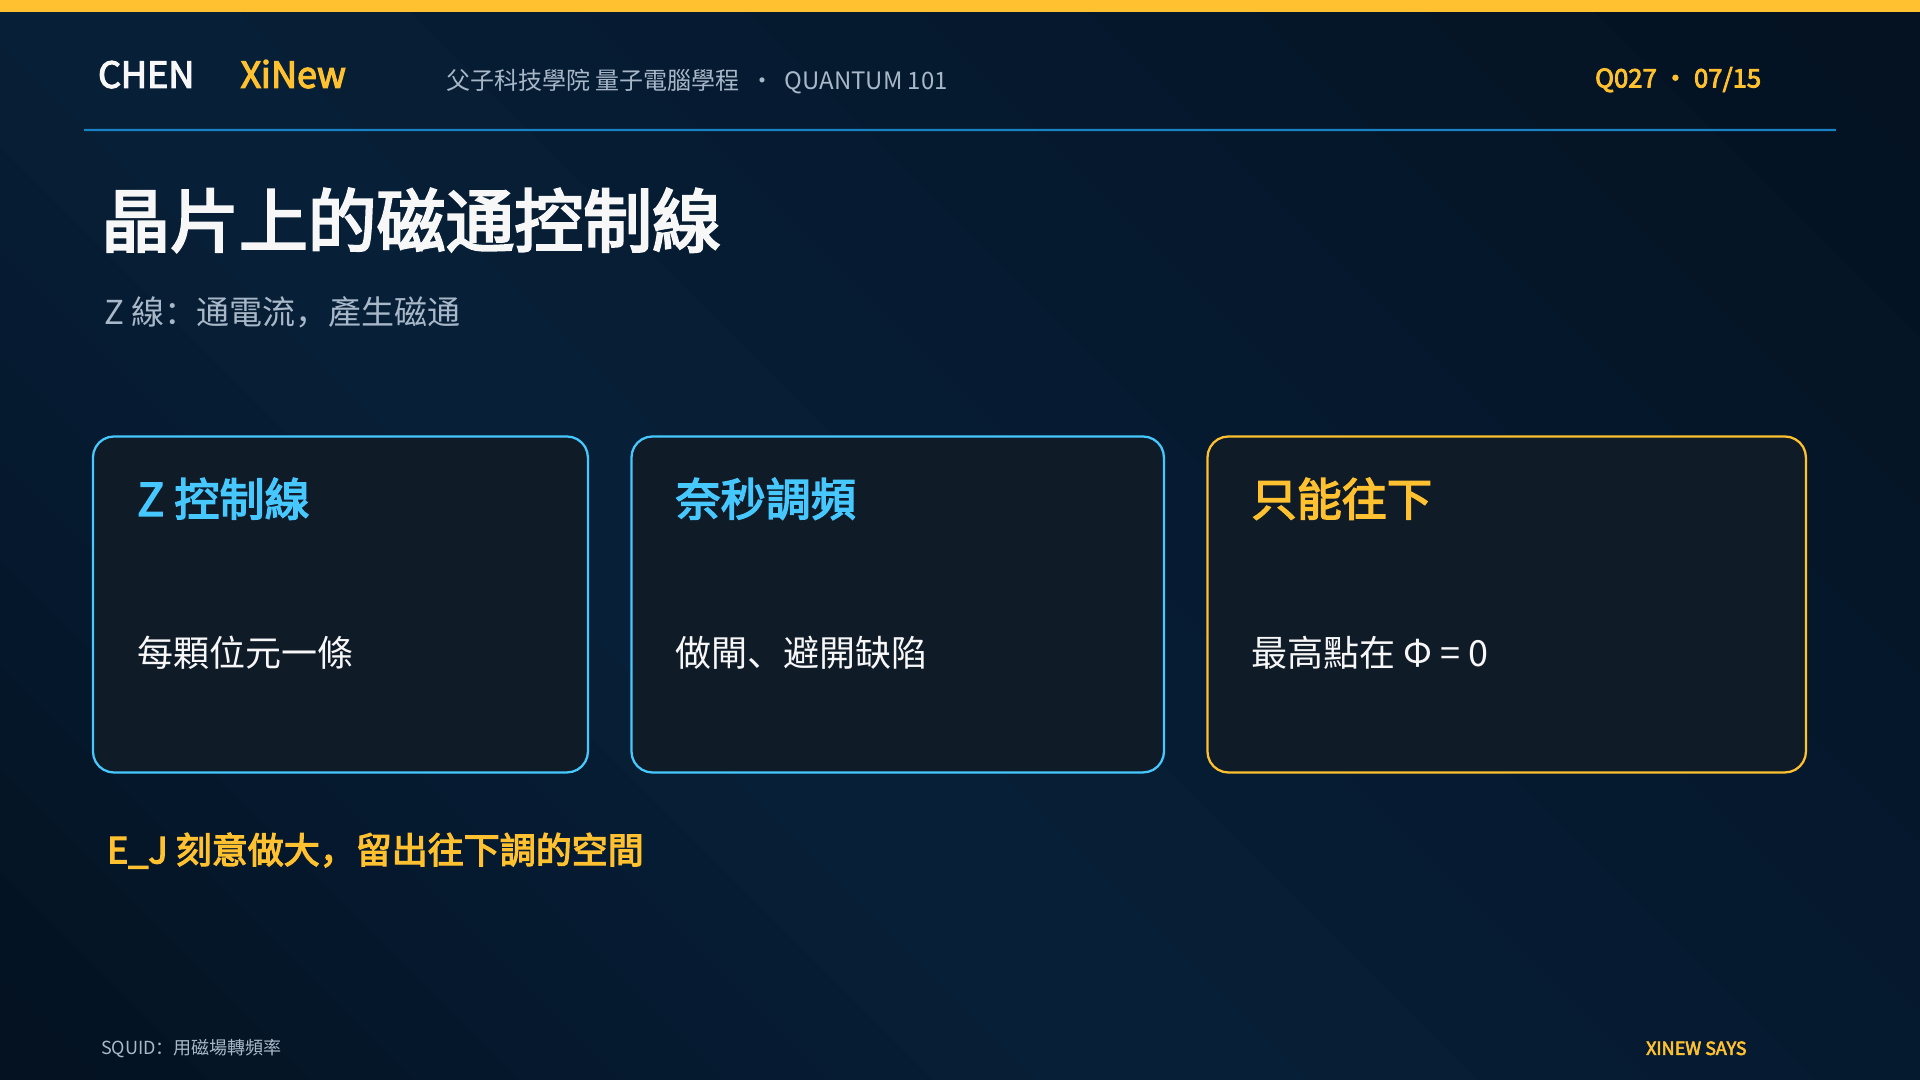 CHEN XiNew 父子科技學院 量子電腦學程 · QUANTUM 101 Q027 · 07/15
晶片上的磁通控制線
Z 線：通電流，產生磁通
Z 控制線
每顆位元一條
奈秒調頻
做閘、避開缺陷
只能往下
最高點在 Φ = 0
E_J 刻意做大，留出往下調的空間
SQUID：用磁場轉頻率
XINEW SAYS